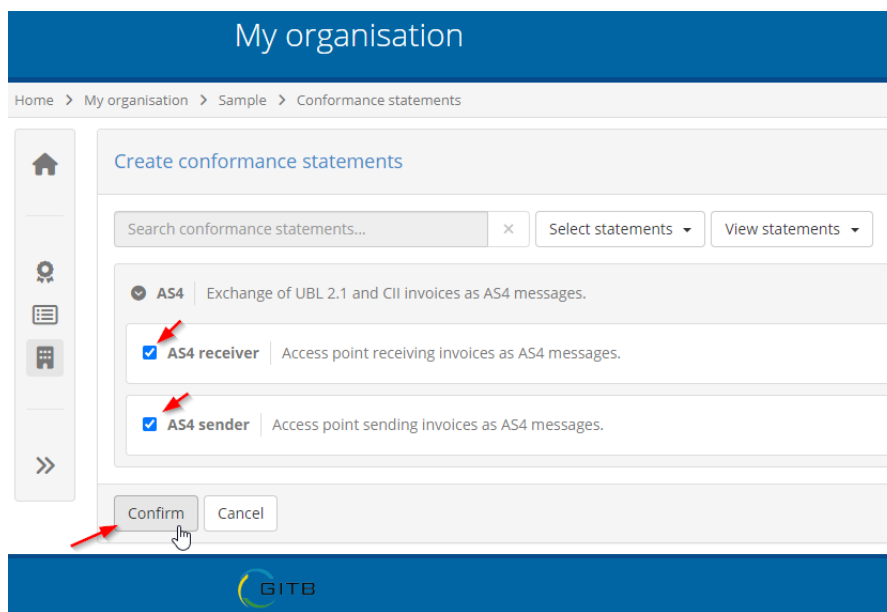 My organisation
Home > My organisation > Sample > Conformance statements
Create conformance statements
Search conformance statements... × Select statements View statements
AS4 Exchange of UBL 2.1 and CII invoices as AS4 messages.
AS4 receiver Access point receiving invoices as AS4 messages.
AS4 sender Access point sending invoices as AS4 messages.
Confirm Cancel
GITB